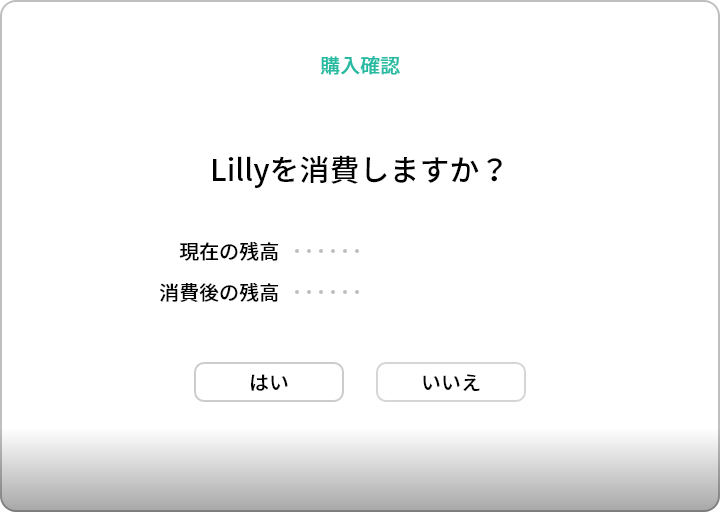 購入確認
Lillyを消費しますか？
現在の残高 ・・・・・・
消費後の残高 ・・・・・・
はい
いいえ